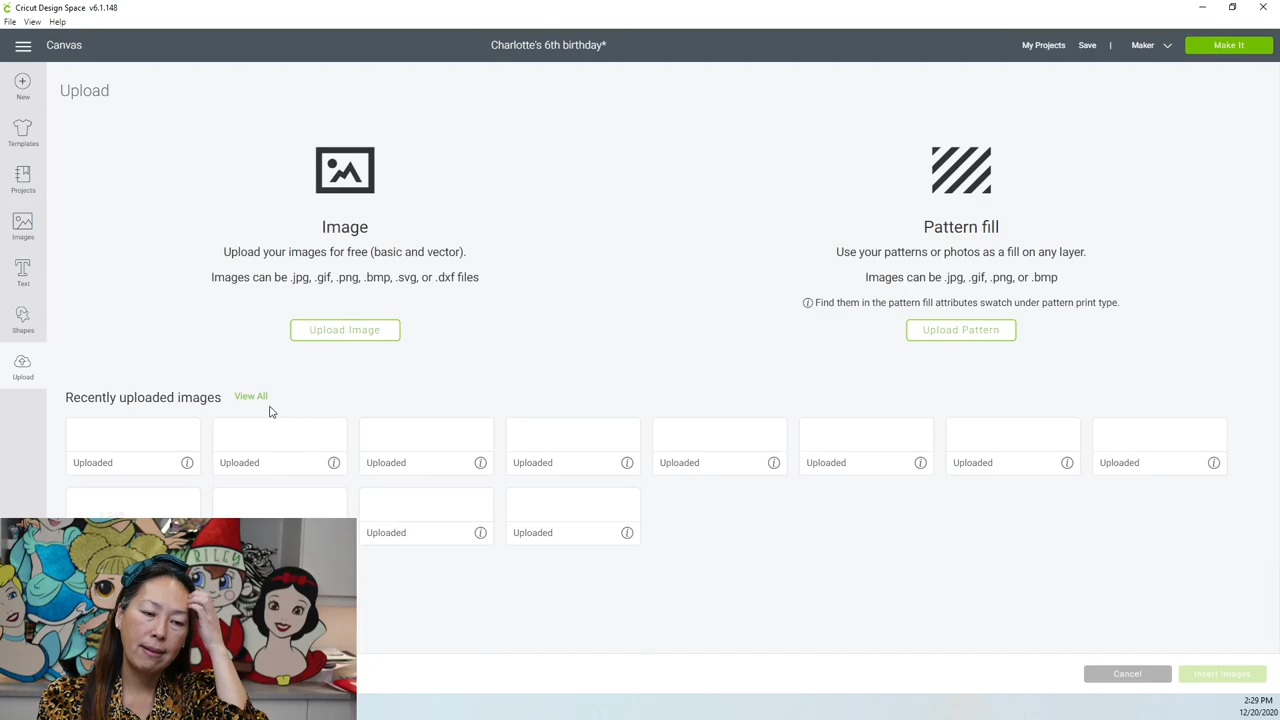 Cricut Design Space v6.1.148
File View Help
Canvas
Charlotte's 6th birthday*
My Projects Save | Maker
Make It
New
Templates
Projects
Images
Text
Shapes
Upload
Upload
Image
Upload your images for free (basic and vector).
Images can be .jpg, .gif, .png, .bmp, .svg, or .dxf files
Upload Image
Pattern fill
Use your patterns or photos as a fill on any layer.
Images can be .jpg, .gif, .png, or .bmp
Find them in the pattern fill attributes swatch under pattern print type.
Upload Pattern
Recently uploaded images View All
Uploaded Uploaded Uploaded Uploaded Uploaded Uploaded Uploaded Uploaded
Uploaded Uploaded
RILEY
Cancel Insert Images
2:29 PM
12/20/2020